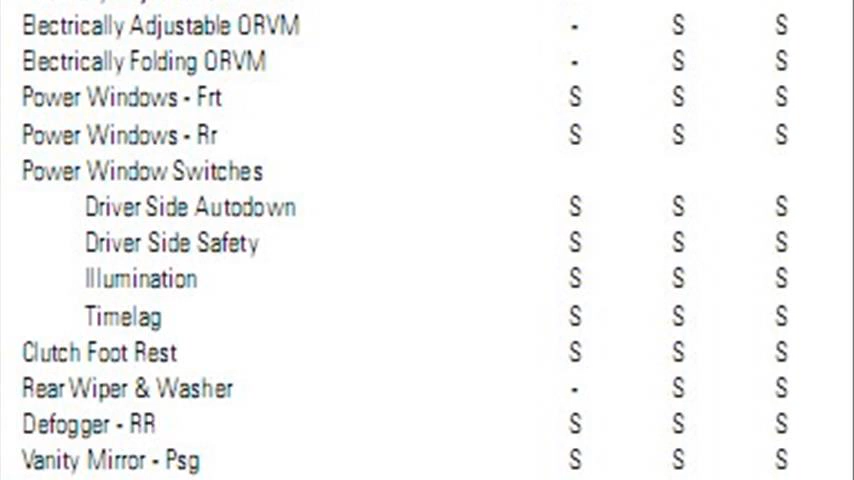 Electrically Adjustable ORVM - S S
Electrically Folding ORVM - S S
Power Windows - Frt S S S
Power Windows - Rr S S S
Power Window Switches
Driver Side Autodown S S S
Driver Side Safety S S S
Illumination S S S
Timelag S S S
Clutch Foot Rest S S S
Rear Wiper & Washer - S S
Defogger - RR S S S
Vanity Mirror - Psg S S S